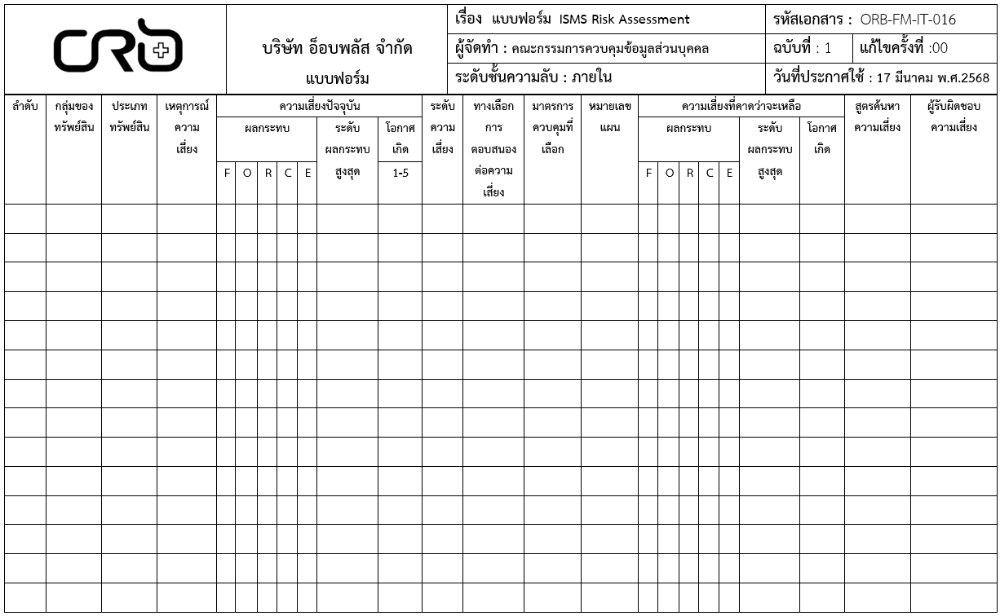 ORB
บริษัท อ็อบพลัส จำกัด
แบบฟอร์ม
เรื่อง แบบฟอร์ม ISMS Risk Assessment
รหัสเอกสาร : ORB-FM-IT-016
ผู้จัดทำ : คณะกรรมการควบคุมข้อมูลส่วนบุคคล
ฉบับที่ : 1
แก้ไขครั้งที่ :00
ระดับชั้นความลับ : ภายใน
วันที่ประกาศใช้ : 17 มีนาคม พ.ศ.2568
ลำดับ
กลุ่มของ
ทรัพย์สิน
ประเภท
ทรัพย์สิน
เหตุการณ์
ความ
เสี่ยง
ความเสี่ยงปัจจุบัน
ผลกระทบ
F O R C E
ระดับ
ผลกระทบ
สูงสุด
โอกาส
เกิด
1-5
ระดับ
ความ
เสี่ยง
ทางเลือก
การ
ตอบสนอง
ต่อความ
เสี่ยง
มาตรการ
ควบคุมที่
เลือก
หมายเลข
แผน
ความเสี่ยงที่คาดว่าจะเหลือ
ผลกระทบ
F O R C E
ระดับ
ผลกระทบ
สูงสุด
โอกาส
เกิด
สูตรค้นหา
ความเสี่ยง
ผู้รับผิดชอบ
ความเสี่ยง